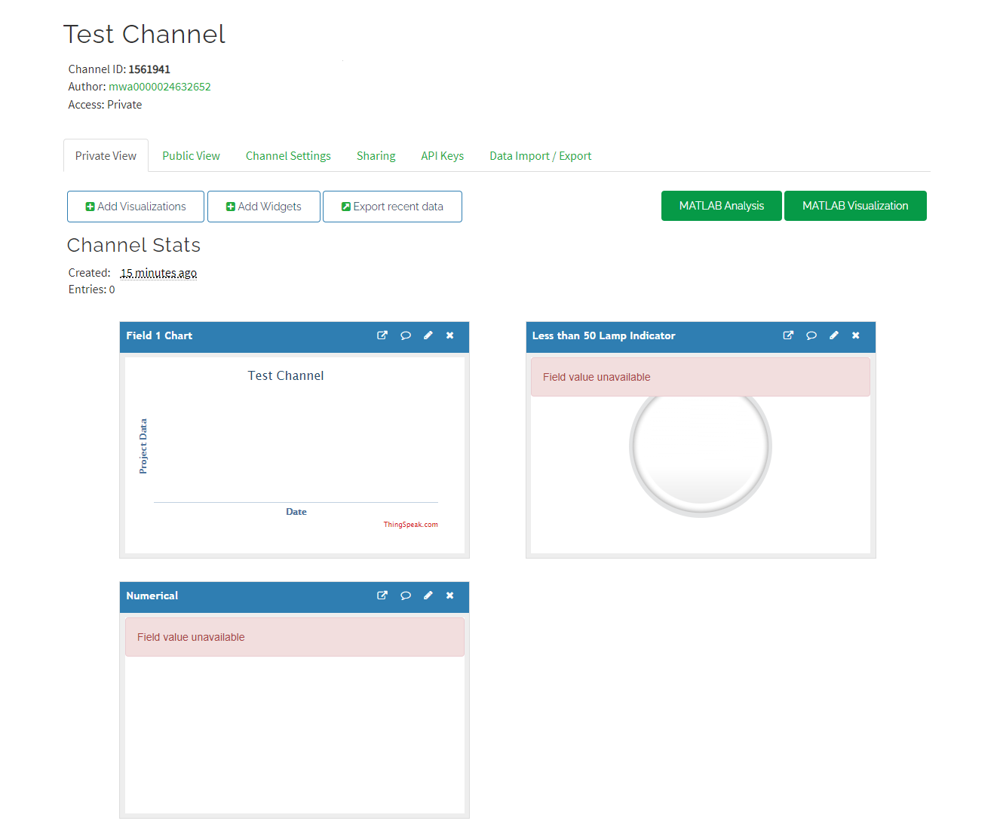 Test Channel
Channel ID: 1561941
Author: mwa0000024632652
Access: Private
Private View Public View Channel Settings Sharing API Keys Data Import / Export
Add Visualizations Add Widgets Export recent data MATLAB Analysis MATLAB Visualization
Channel Stats
Created: 15 minutes ago
Entries: 0
Field 1 Chart
Test Channel
Project Data
Date
ThingSpeak.com
Less than 50 Lamp Indicator
Field value unavailable
Numerical
Field value unavailable